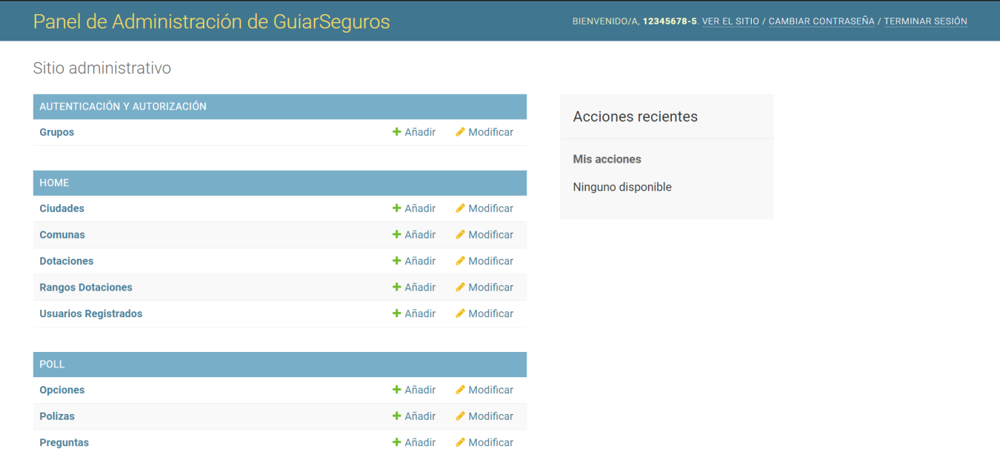 Panel de Administración de GuiarSeguros
BIENVENIDO/A, 12345678-5. VER EL SITIO / CAMBIAR CONTRASEÑA / TERMINAR SESIÓN
Sitio administrativo
AUTENTICACIÓN Y AUTORIZACIÓN
Grupos Añadir Modificar
HOME
Ciudades Añadir Modificar
Comunas Añadir Modificar
Dotaciones Añadir Modificar
Rangos Dotaciones Añadir Modificar
Usuarios Registrados Añadir Modificar
POLL
Opciones Añadir Modificar
Polizas Añadir Modificar
Preguntas Añadir Modificar
Acciones recientes
Mis acciones
Ninguno disponible